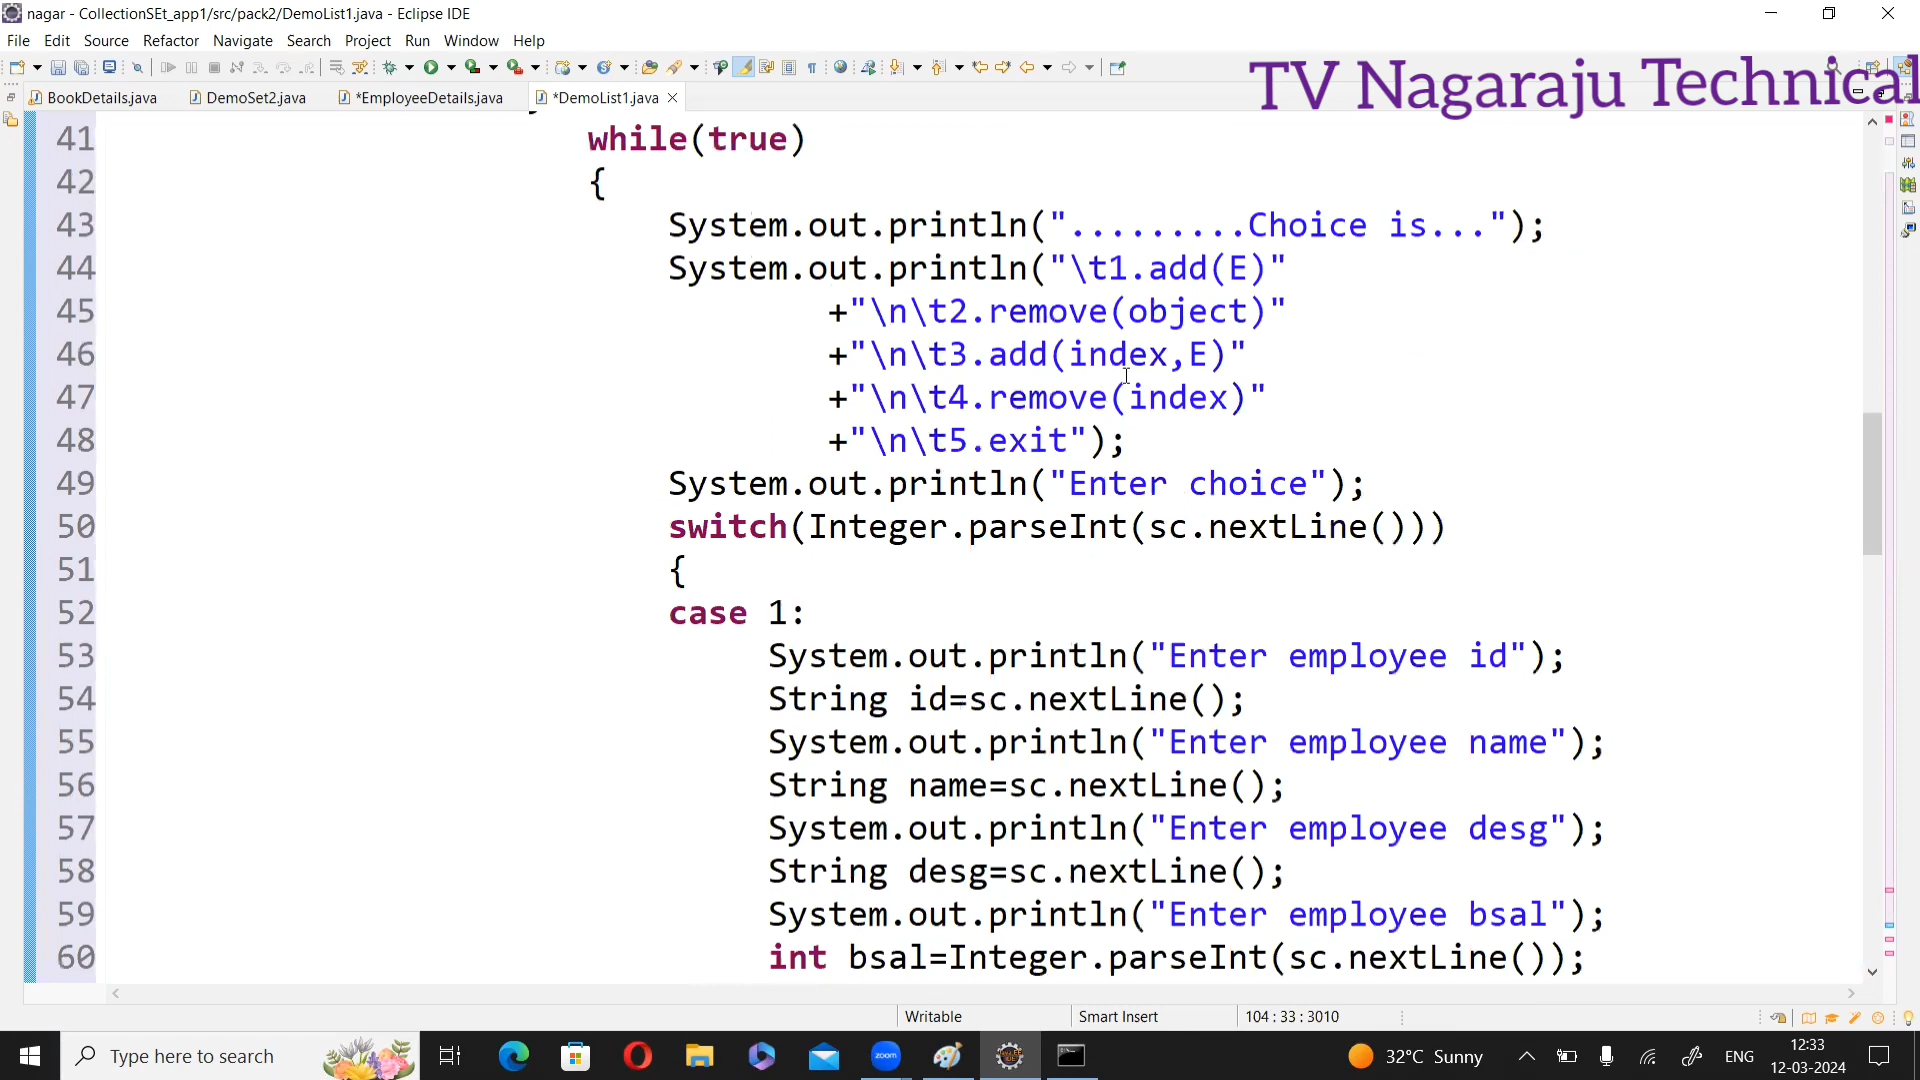 nagar - CollectionSEt_app1/src/pack2/DemoList1.java - Eclipse IDE
File Edit Source Refactor Navigate Search Project Run Window Help
TV Nagaraju Technical
BookDetails.java DemoSet2.java *EmployeeDetails.java *DemoList1.java
41 while(true)
42 {
43 System.out.println(".........Choice is...");
44 System.out.println("\t1.add(E)"
45 +"\n\t2.remove(object)"
46 +"\n\t3.add(index,E)"
47 +"\n\t4.remove(index)"
48 +"\n\t5.exit");
49 System.out.println("Enter choice");
50 switch(Integer.parseInt(sc.nextLine()))
51 {
52 case 1:
53 System.out.println("Enter employee id");
54 String id=sc.nextLine();
55 System.out.println("Enter employee name");
56 String name=sc.nextLine();
57 System.out.println("Enter employee desg");
58 String desg=sc.nextLine();
59 System.out.println("Enter employee bsal");
60 int bsal=Integer.parseInt(sc.nextLine());
Writable Smart Insert 104 : 33 : 3010
Type here to search zoom 32°C Sunny ENG 12:33
12-03-2024